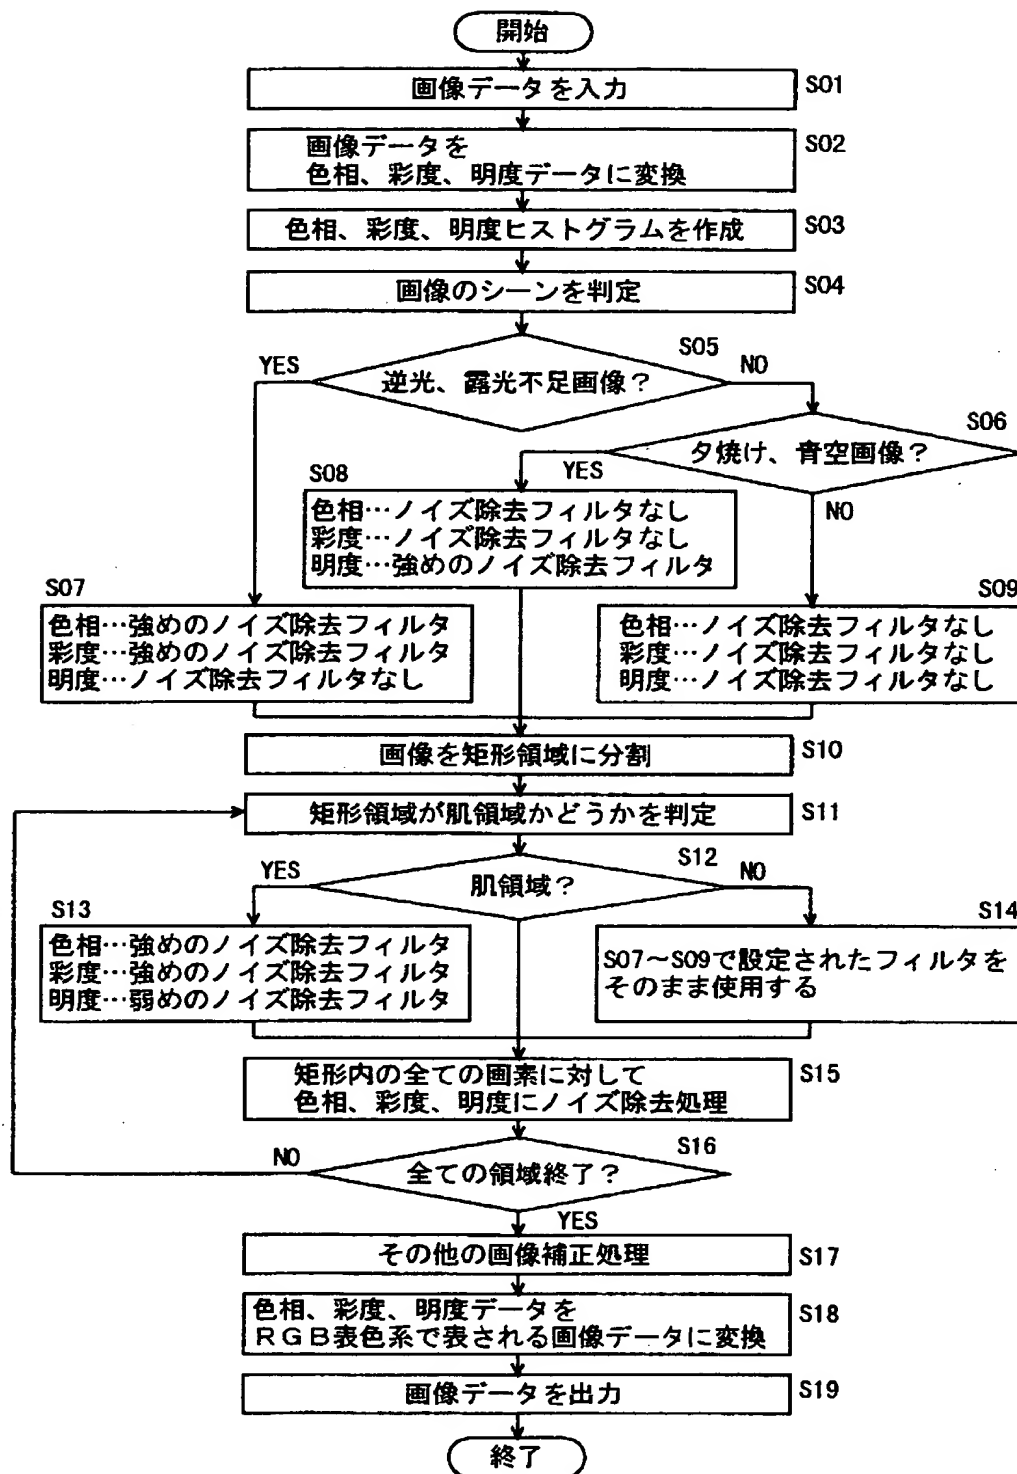 開始
画像データを入力
S01
画像データを
色相、彩度、明度データに変換
S02
色相、彩度、明度ヒストグラムを作成
S03
画像のシーンを判定
S04
S05
YES
逆光、露光不足画像?
NO
S06
夕焼け、青空画像?
YES
NO
S08
色相…ノイズ除去フィルタなし
彩度…ノイズ除去フィルタなし
明度…強めのノイズ除去フィルタ
S07
色相…強めのノイズ除去フィルタ
彩度…強めのノイズ除去フィルタ
明度…ノイズ除去フィルタなし
S09
色相…ノイズ除去フィルタなし
彩度…ノイズ除去フィルタなし
明度…ノイズ除去フィルタなし
画像を矩形領域に分割
S10
矩形領域が肌領域かどうかを判定
S11
S12
YES
肌領域?
NO
S13
色相…強めのノイズ除去フィルタ
彩度…強めのノイズ除去フィルタ
明度…弱めのノイズ除去フィルタ
S14
S07~S09で設定されたフィルタを
そのまま使用する
矩形内の全ての画素に対して
色相、彩度、明度にノイズ除去処理
S15
S16
NO
全ての領域終了?
YES
その他の画像補正処理
S17
色相、彩度、明度データを
RGB表色系で表される画像データに変換
S18
画像データを出力
S19
終了